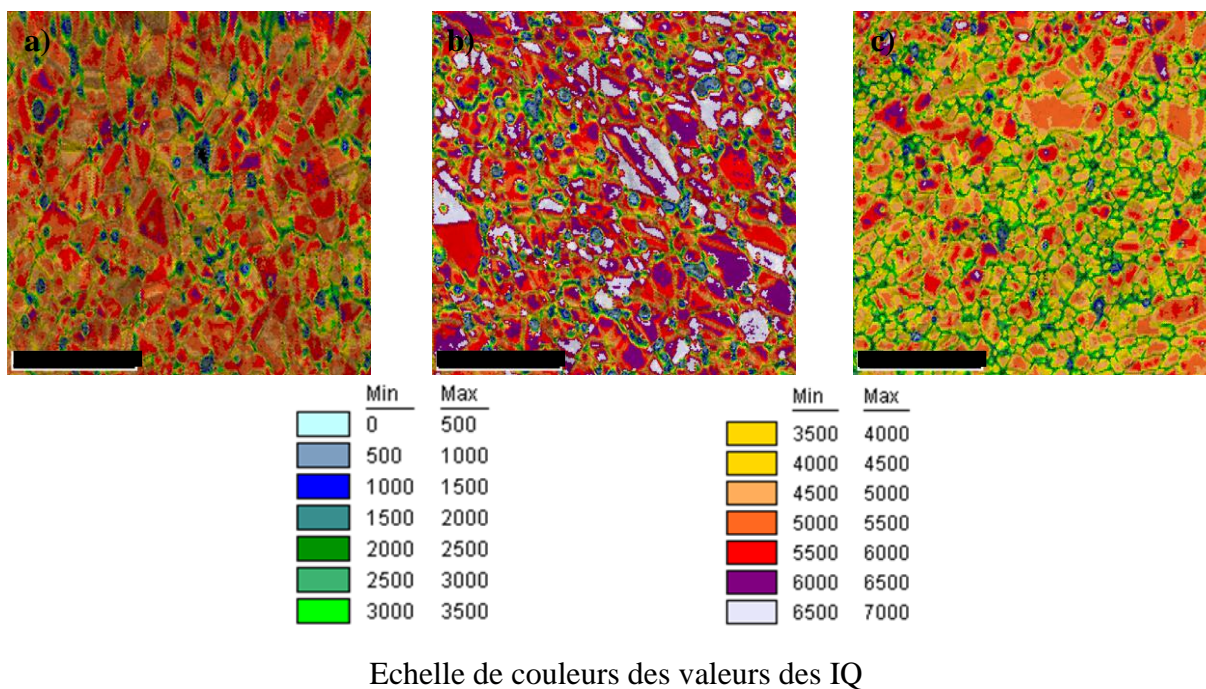 a) b) c)
Min Max Min Max
0 500 3500 4000
500 1000 4000 4500
1000 1500 4500 5000
1500 2000 5000 5500
2000 2500 5500 6000
2500 3000 6000 6500
3000 3500 6500 7000
Echelle de couleurs des valeurs des IQ